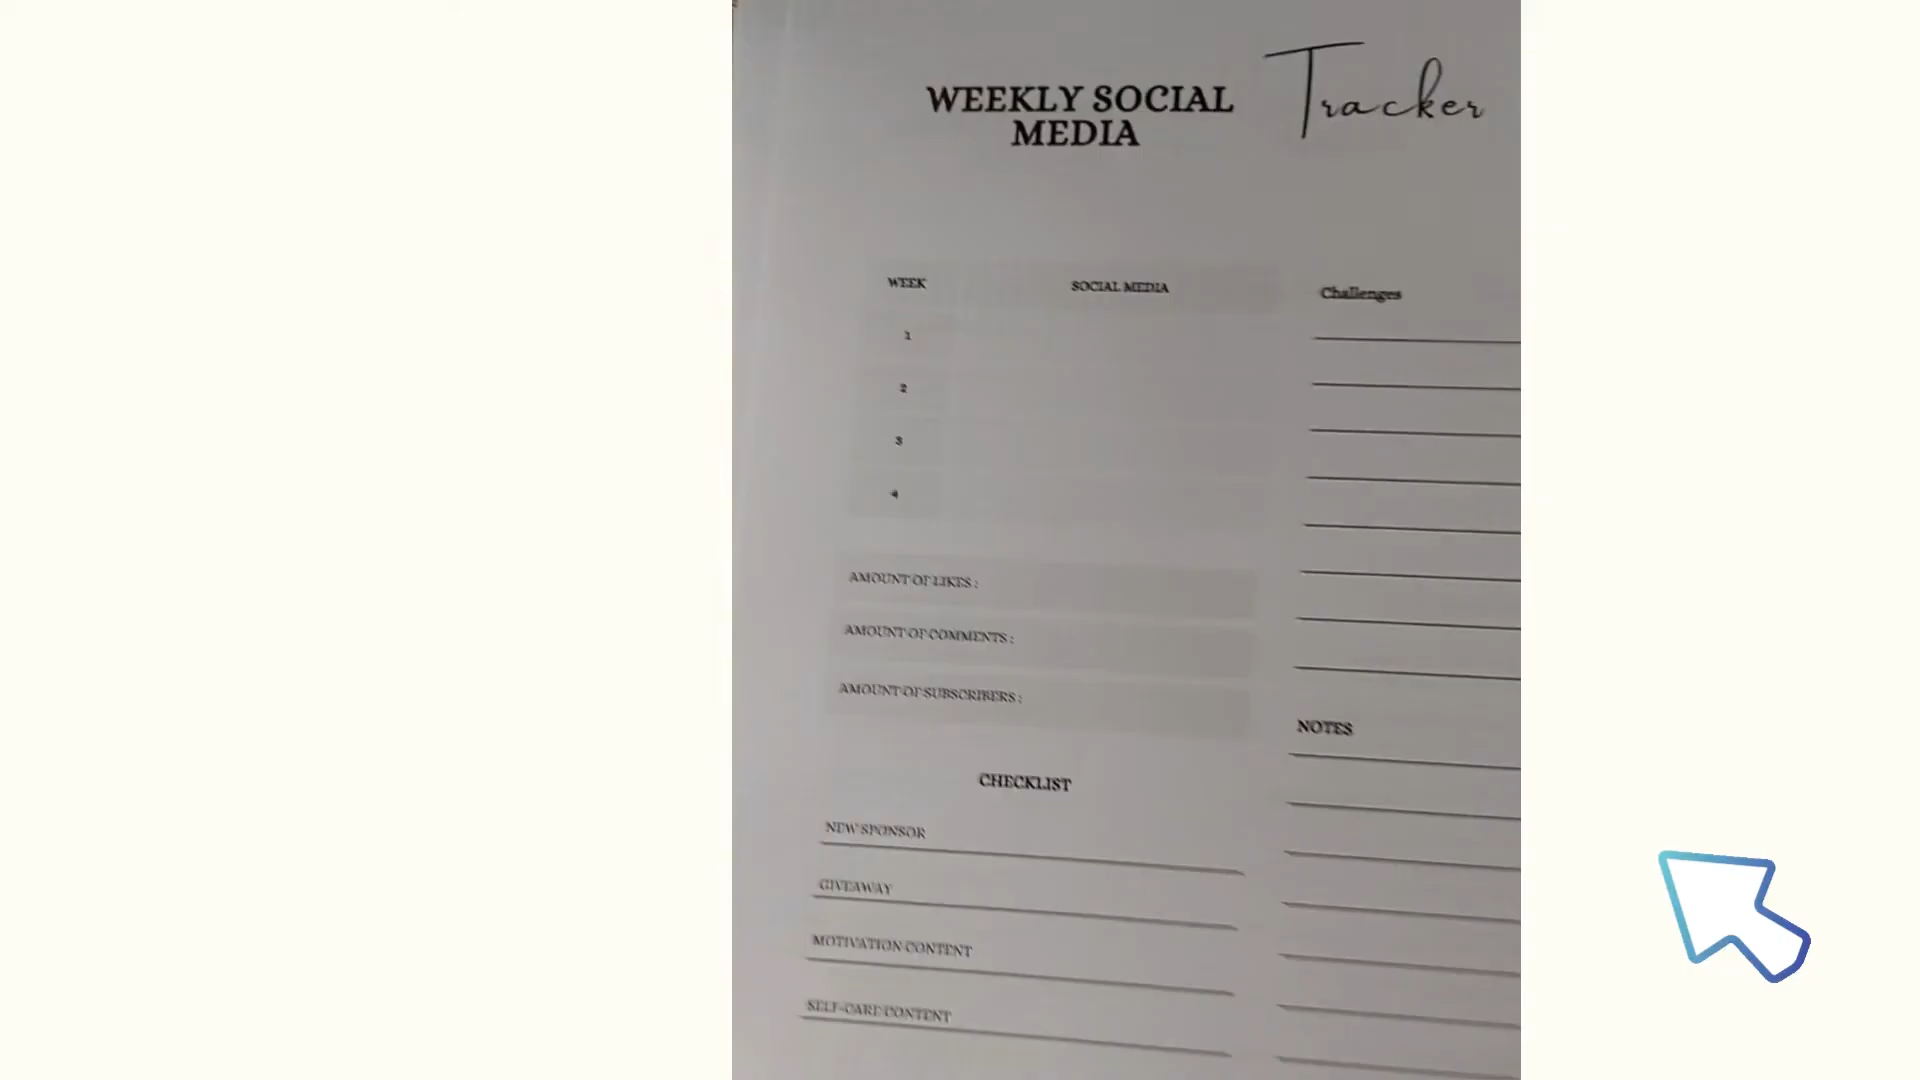 WEEKLY SOCIAL
MEDIA
Tracker
WEEK
SOCIAL MEDIA
1
2
3
4
AMOUNT OF LIKES :
AMOUNT OF COMMENTS :
AMOUNT OF SUBSCRIBERS :
CHECKLIST
NEW SPONSOR
GIVEAWAY
MOTIVATION CONTENT
SELF-CARE CONTENT
Challenges
NOTES